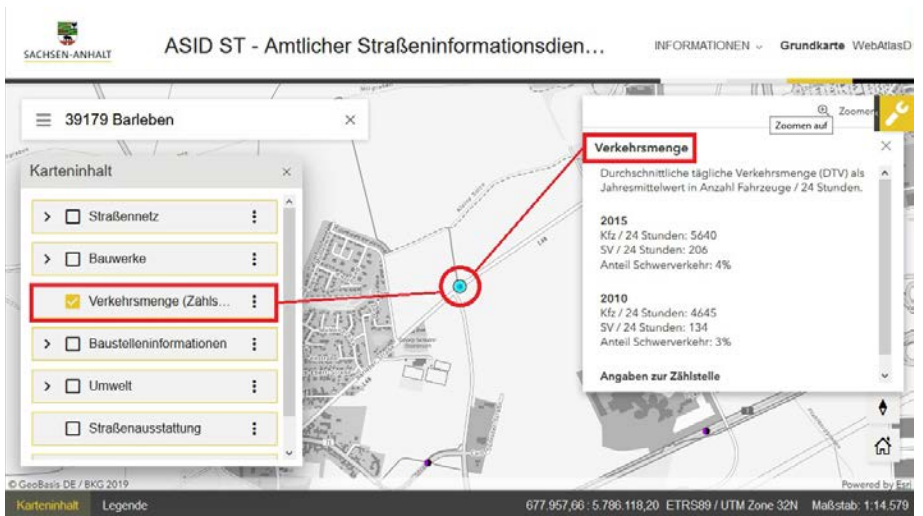 SACHSEN-ANHALT
ASID ST - Amtlicher Straßeninformationsdien...
INFORMATIONEN
Grundkarte WebAtlasD
39179 Barleben
Zoomen
Zoomen auf
Karteninhalt
Straßennetz
Bauwerke
Verkehrsmenge (Zähls...
Baustelleninformationen
Umwelt
Straßenausstattung
Verkehrsmenge
Durchschnittliche tägliche Verkehrsmenge (DTV) als
Jahresmittelwert in Anzahl Fahrzeuge / 24 Stunden.
2015
Kfz / 24 Stunden: 5640
SV / 24 Stunden: 206
Anteil Schwerverkehr: 4%
2010
Kfz / 24 Stunden: 4645
SV / 24 Stunden: 134
Anteil Schwerverkehr: 3%
Angaben zur Zählstelle
© GeoBasis DE / BKG 2019
Powered by Esri
Karteninhalt
Legende
677.957,66 : 5.786.118,20 ETRS89 / UTM Zone 32N Maßstab: 1:14.579